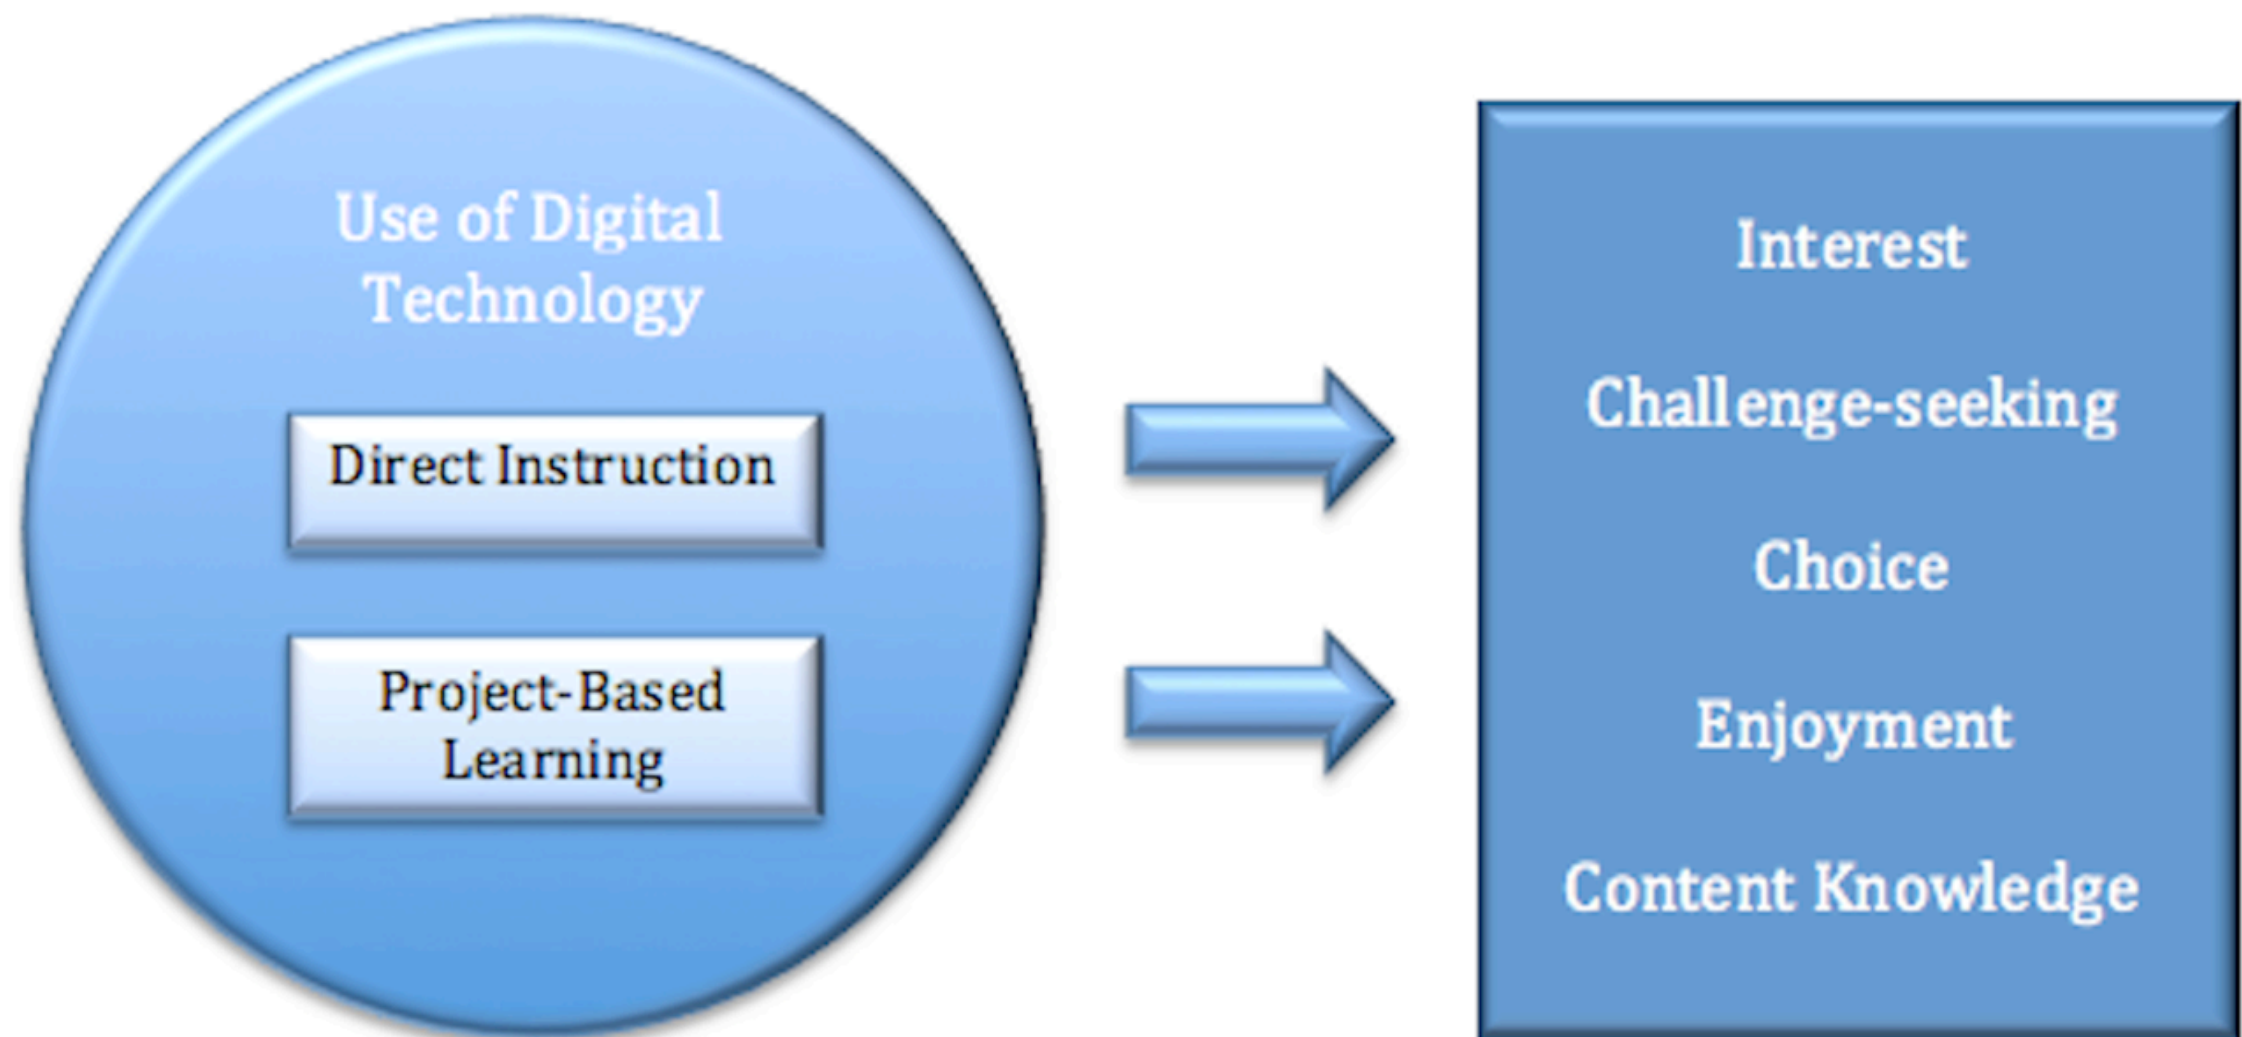 Use of Digital
Technology
Direct Instruction
Project-Based
Learning
Interest
Challenge-seeking
Choice
Enjoyment
Content Knowledge